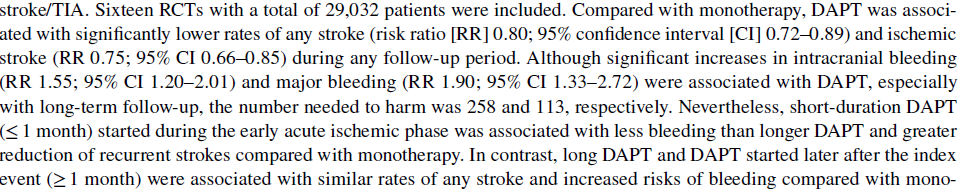 stroke/TIA. Sixteen RCTs with a total of 29,032 patients were included. Compared with monotherapy, DAPT was associ-
ated with significantly lower rates of any stroke (risk ratio [RR] 0.80; 95% confidence interval [CI] 0.72–0.89) and ischemic
stroke (RR 0.75; 95% CI 0.66–0.85) during any follow-up period. Although significant increases in intracranial bleeding
(RR 1.55; 95% CI 1.20–2.01) and major bleeding (RR 1.90; 95% CI 1.33–2.72) were associated with DAPT, especially
with long-term follow-up, the number needed to harm was 258 and 113, respectively. Nevertheless, short-duration DAPT
(≤ 1 month) started during the early acute ischemic phase was associated with less bleeding than longer DAPT and greater
reduction of recurrent strokes compared with monotherapy. In contrast, long DAPT and DAPT started later after the index
event (≥ 1 month) were associated with similar rates of any stroke and increased risks of bleeding compared with mono-